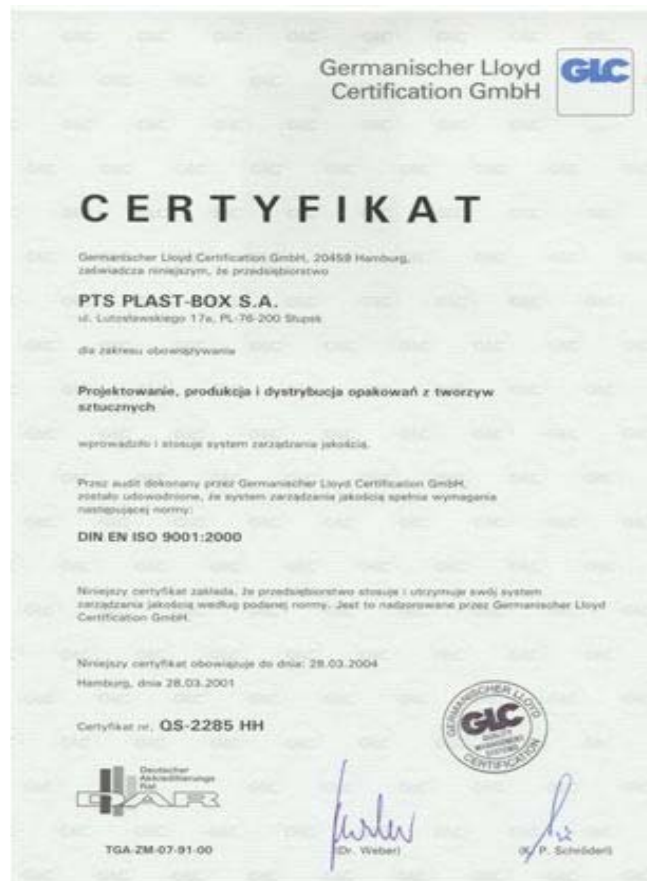 Germanischer Lloyd
Certification GmbH
GLC
CERTYFIKAT
Germanischer Lloyd Certification GmbH, 20459 Hamburg,
zaświadcza niniejszym, że przedsiębiorstwo
PTS PLAST-BOX S.A.
ul. Lutosławskiego 17a, PL-76-200 Słupsk
dla zakresu obowiązywania
Projektowanie, produkcja i dystrybucja opakowań z tworzyw
sztucznych
wprowadziło i stosuje system zarządzania jakością.
Przez audit dokonany przez Germanischer Lloyd Certification GmbH,
zostało udowodnione, że system zarządzania jakością spełnia wymagania
następującej normy:
DIN EN ISO 9001:2000
Niniejszy certyfikat zakłada, że przedsiębiorstwo stosuje i utrzymuje swój system
zarządzania jakością według podanej normy. Jest to nadzorowane przez Germanischer Lloyd
Certification GmbH.
Niniejszy certyfikat obowiązuje do dnia: 28.03.2004
Hamburg, dnia 28.03.2001
Certyfikat nr. QS-2285 HH
GERMANISCHER LLOYD
GLC
QUALITY
MANAGEMENT
SYSTEMS
CERTIFICATION
Deutscher
Akkreditierungs
Rat
DAR
TGA-ZM-07-91-00
(Dr. Weber)
(K. P. Schröderl)